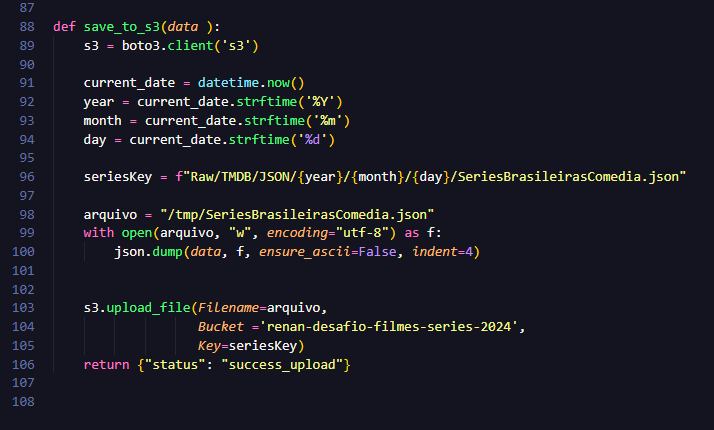 87
88 def save_to_s3(data ):
89     s3 = boto3.client('s3')
90
91     current_date = datetime.now()
92     year = current_date.strftime('%Y')
93     month = current_date.strftime('%m')
94     day = current_date.strftime('%d')
95
96     seriesKey = f"Raw/TMDB/JSON/{year}/{month}/{day}/SeriesBrasileirasComedia.json"
97
98     arquivo = "/tmp/SeriesBrasileirasComedia.json"
99     with open(arquivo, "w", encoding="utf-8") as f:
100         json.dump(data, f, ensure_ascii=False, indent=4)
101
102
103     s3.upload_file(Filename=arquivo,
104                    Bucket ='renan-desafio-filmes-series-2024',
105                    Key=seriesKey)
106     return {"status": "success_upload"}
107
108